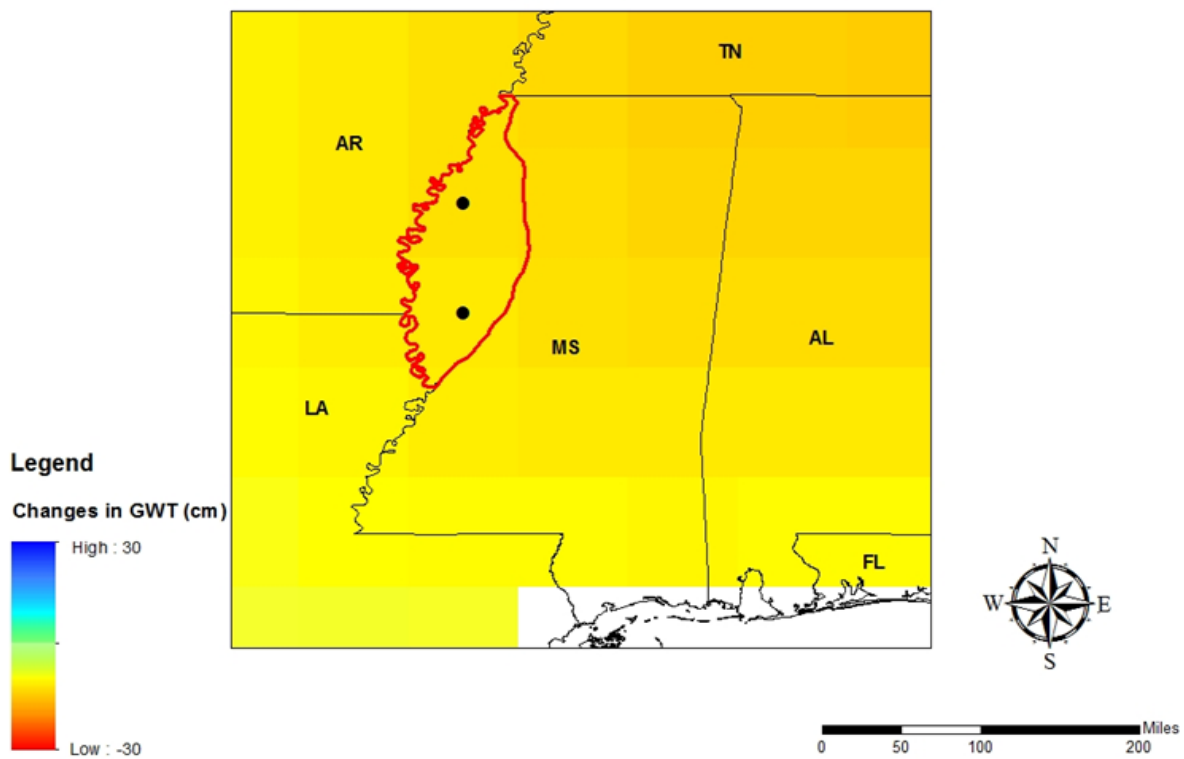 TN
AR
MS
AL
LA
Legend
Changes in GWT (cm)
High : 30
FL
N
W
E
S
Low : -30
Miles
0
50
100
200